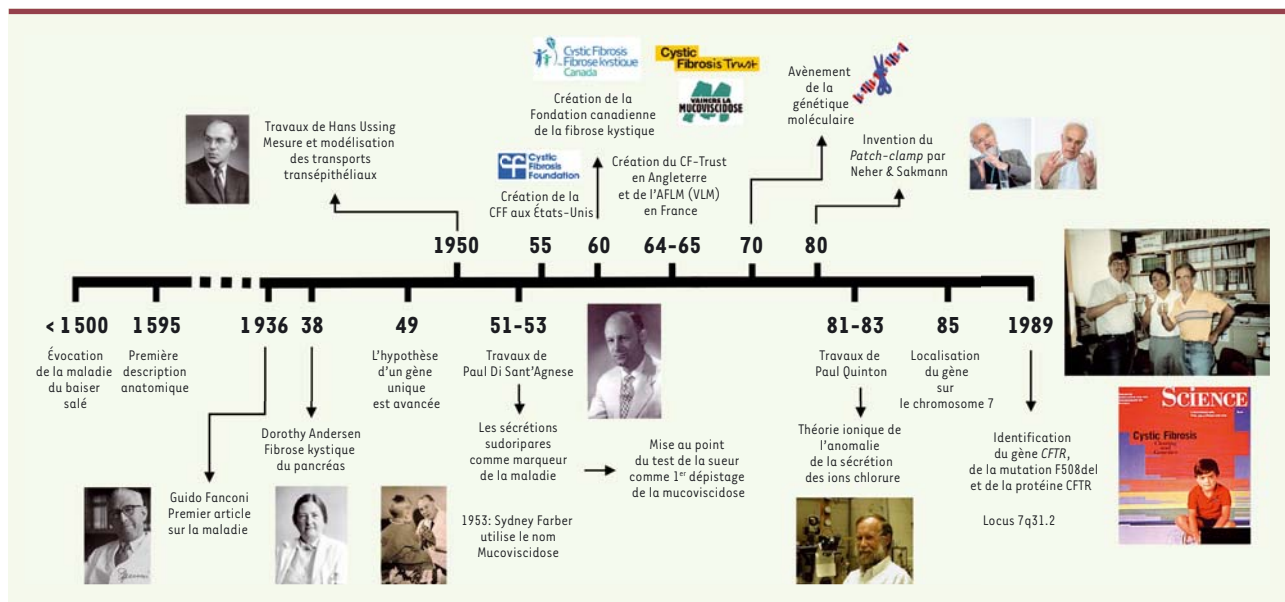 Cystic Fibrosis
Fibrose kystique
Canada
Cystic
Fibrosis Trust
VAINCRE LA
MUCOVISCIDOSE
Création de la
Fondation canadienne
de la fibrose kystique
Avènement
de la
génétique
moléculaire
Travaux de Hans Ussing
Mesure et modélisation
des transports
transépithéliaux
Invention du
Patch-clamp par
Neher & Sakmann
cf
Cystic
Fibrosis
Foundation
Création de la
CFF aux États-Unis
Création du CF-Trust
en Angleterre
et de l'AFLM (VLM)
en France
1950
55
60
64-65
70
80
< 1500
1595
1936
38
49
51-53
81-83
85
1989
Évocation
de la maladie
du baiser
salé
Première
description
anatomique
L'hypothèse
d'un gène
unique
est avancée
Travaux de
Paul Di Sant'Agnese
Travaux de
Paul Quinton
Localisation
du gène
sur
le chromosome 7
Guido Fanconi
Premier article
sur la maladie
Dorothy Andersen
Fibrose kystique
du pancréas
Les sécrétions
sudoripares
comme marqueur
de la maladie
Mise au point
du test de la sueur
comme 1er dépistage
de la mucoviscidose
1953: Sydney Farber
utilise le nom
Mucoviscidose
Théorie ionique de
l'anomalie
de la sécrétion
des ions chlorure
Identification
du gène CFTR,
de la mutation F508del
et de la protéine CFTR
Locus 7q31.2
SCIENCE
Cystic Fibrosis